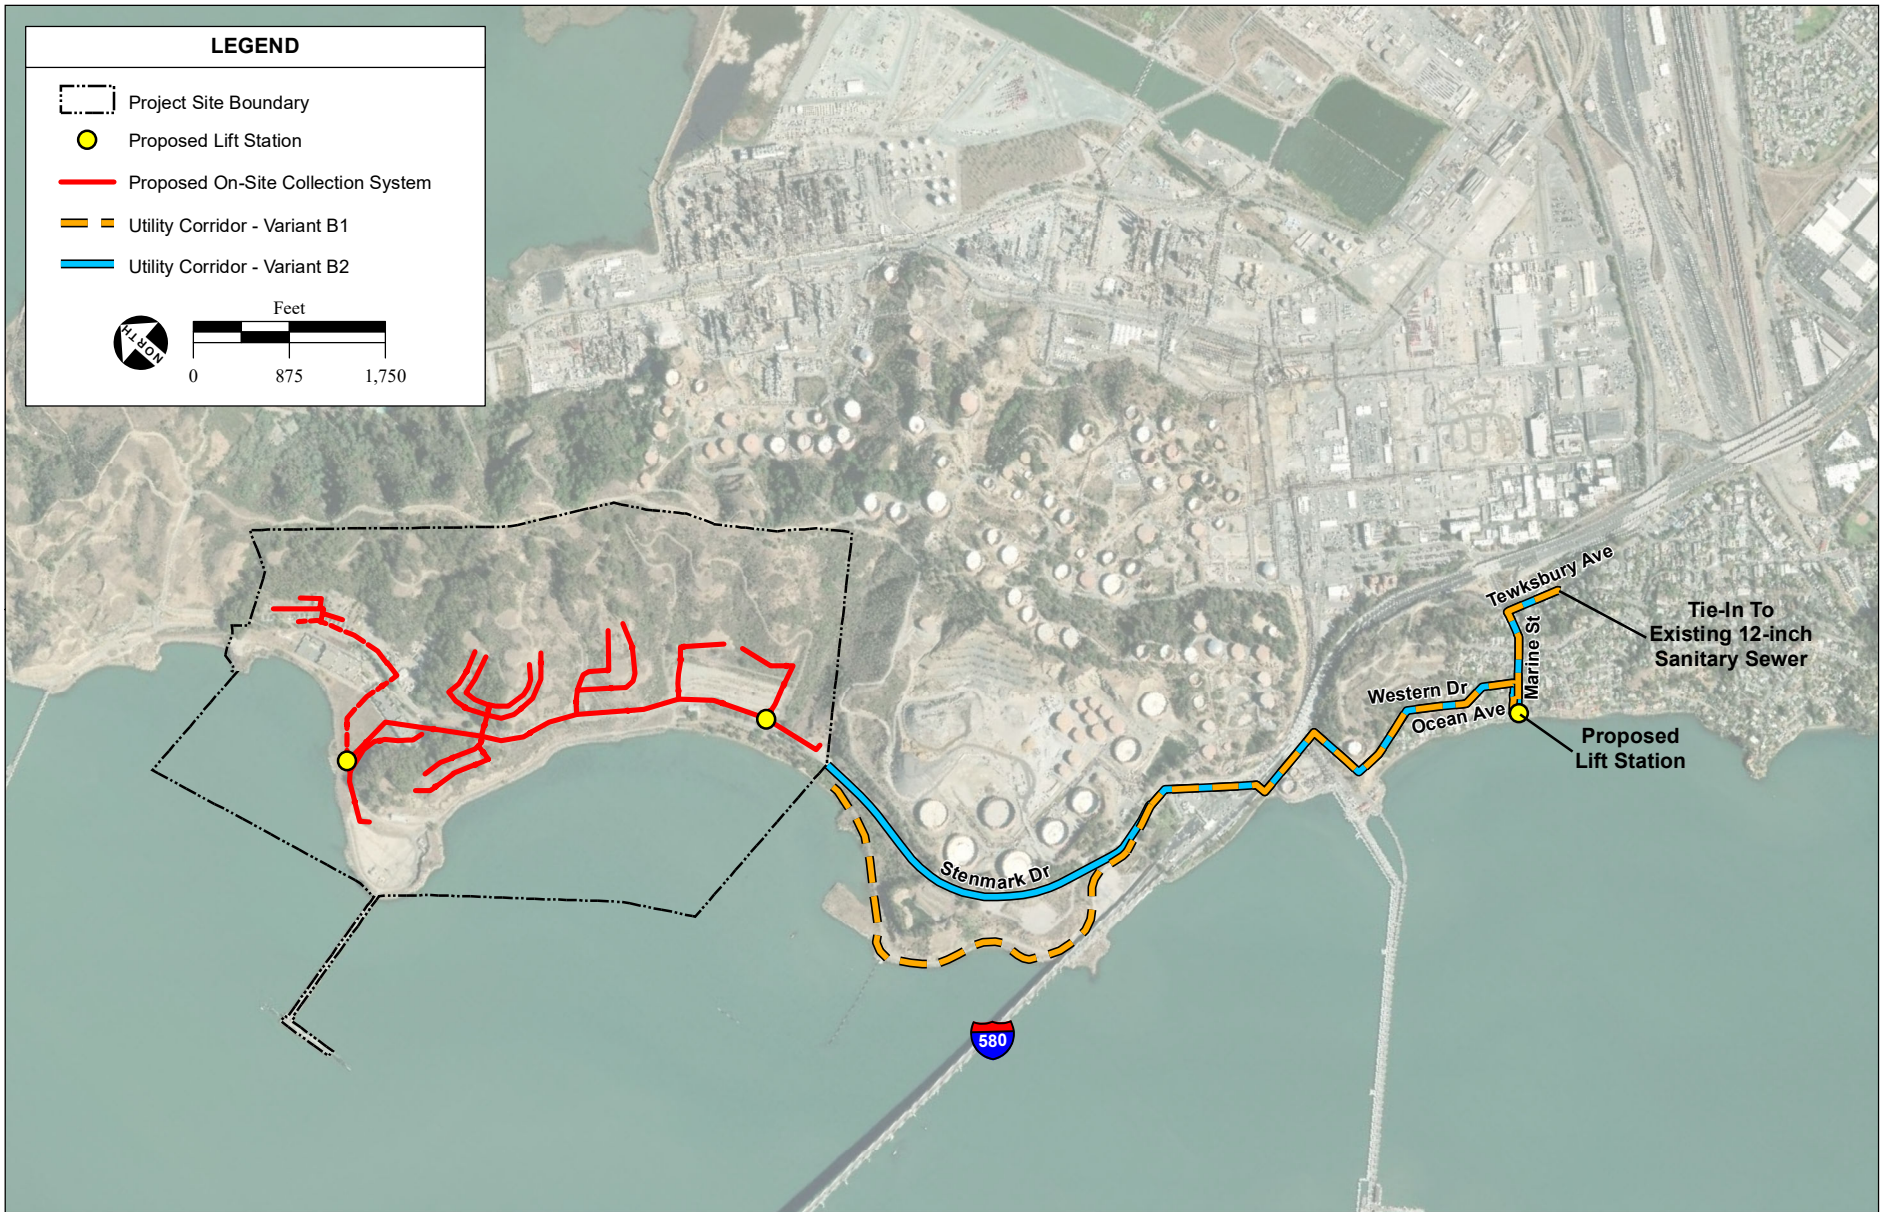 LEGEND
Project Site Boundary
Proposed Lift Station
Proposed On-Site Collection System
Utility Corridor - Variant B1
Utility Corridor - Variant B2
NORTH
Feet
0 875 1,750
Tewksbury Ave
Tie-In To
Existing 12-inch
Sanitary Sewer
Marine St
Western Dr
Ocean Ave
Proposed
Lift Station
Stenmark Dr
580